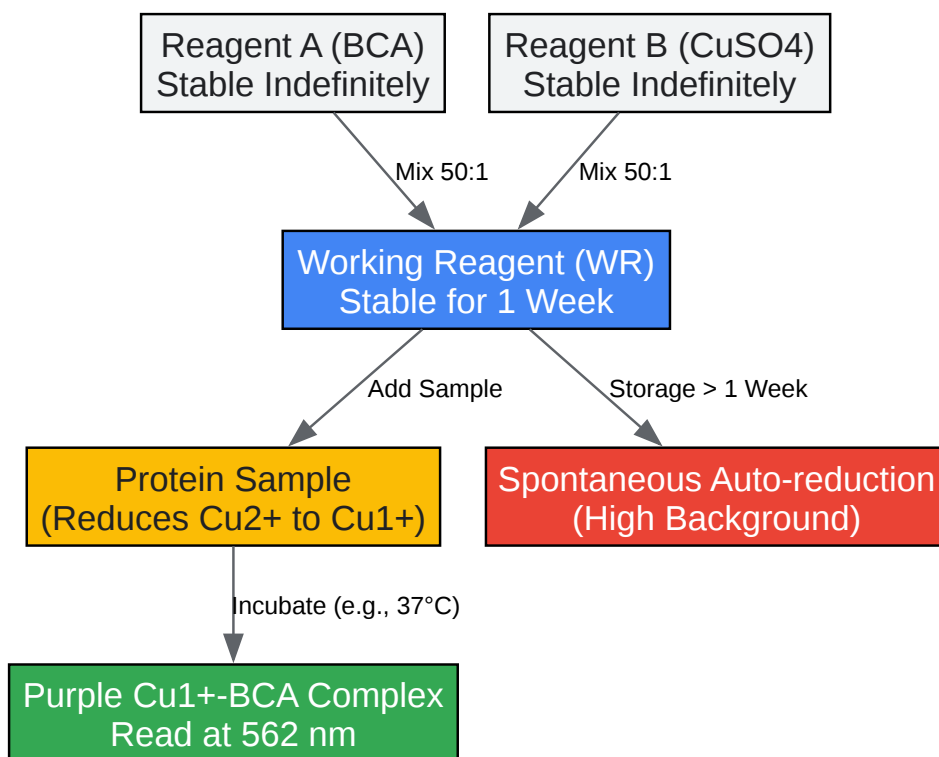 Reagent A (BCA)
Stable Indefinitely
Reagent B (CuSO4)
Stable Indefinitely
Mix 50:1
Mix 50:1
Working Reagent (WR)
Stable for 1 Week
Add Sample
Storage > 1 Week
Protein Sample
(Reduces Cu2+ to Cu1+)
Spontaneous Auto-reduction
(High Background)
Incubate (e.g., 37°C)
Purple Cu1+-BCA Complex
Read at 562 nm